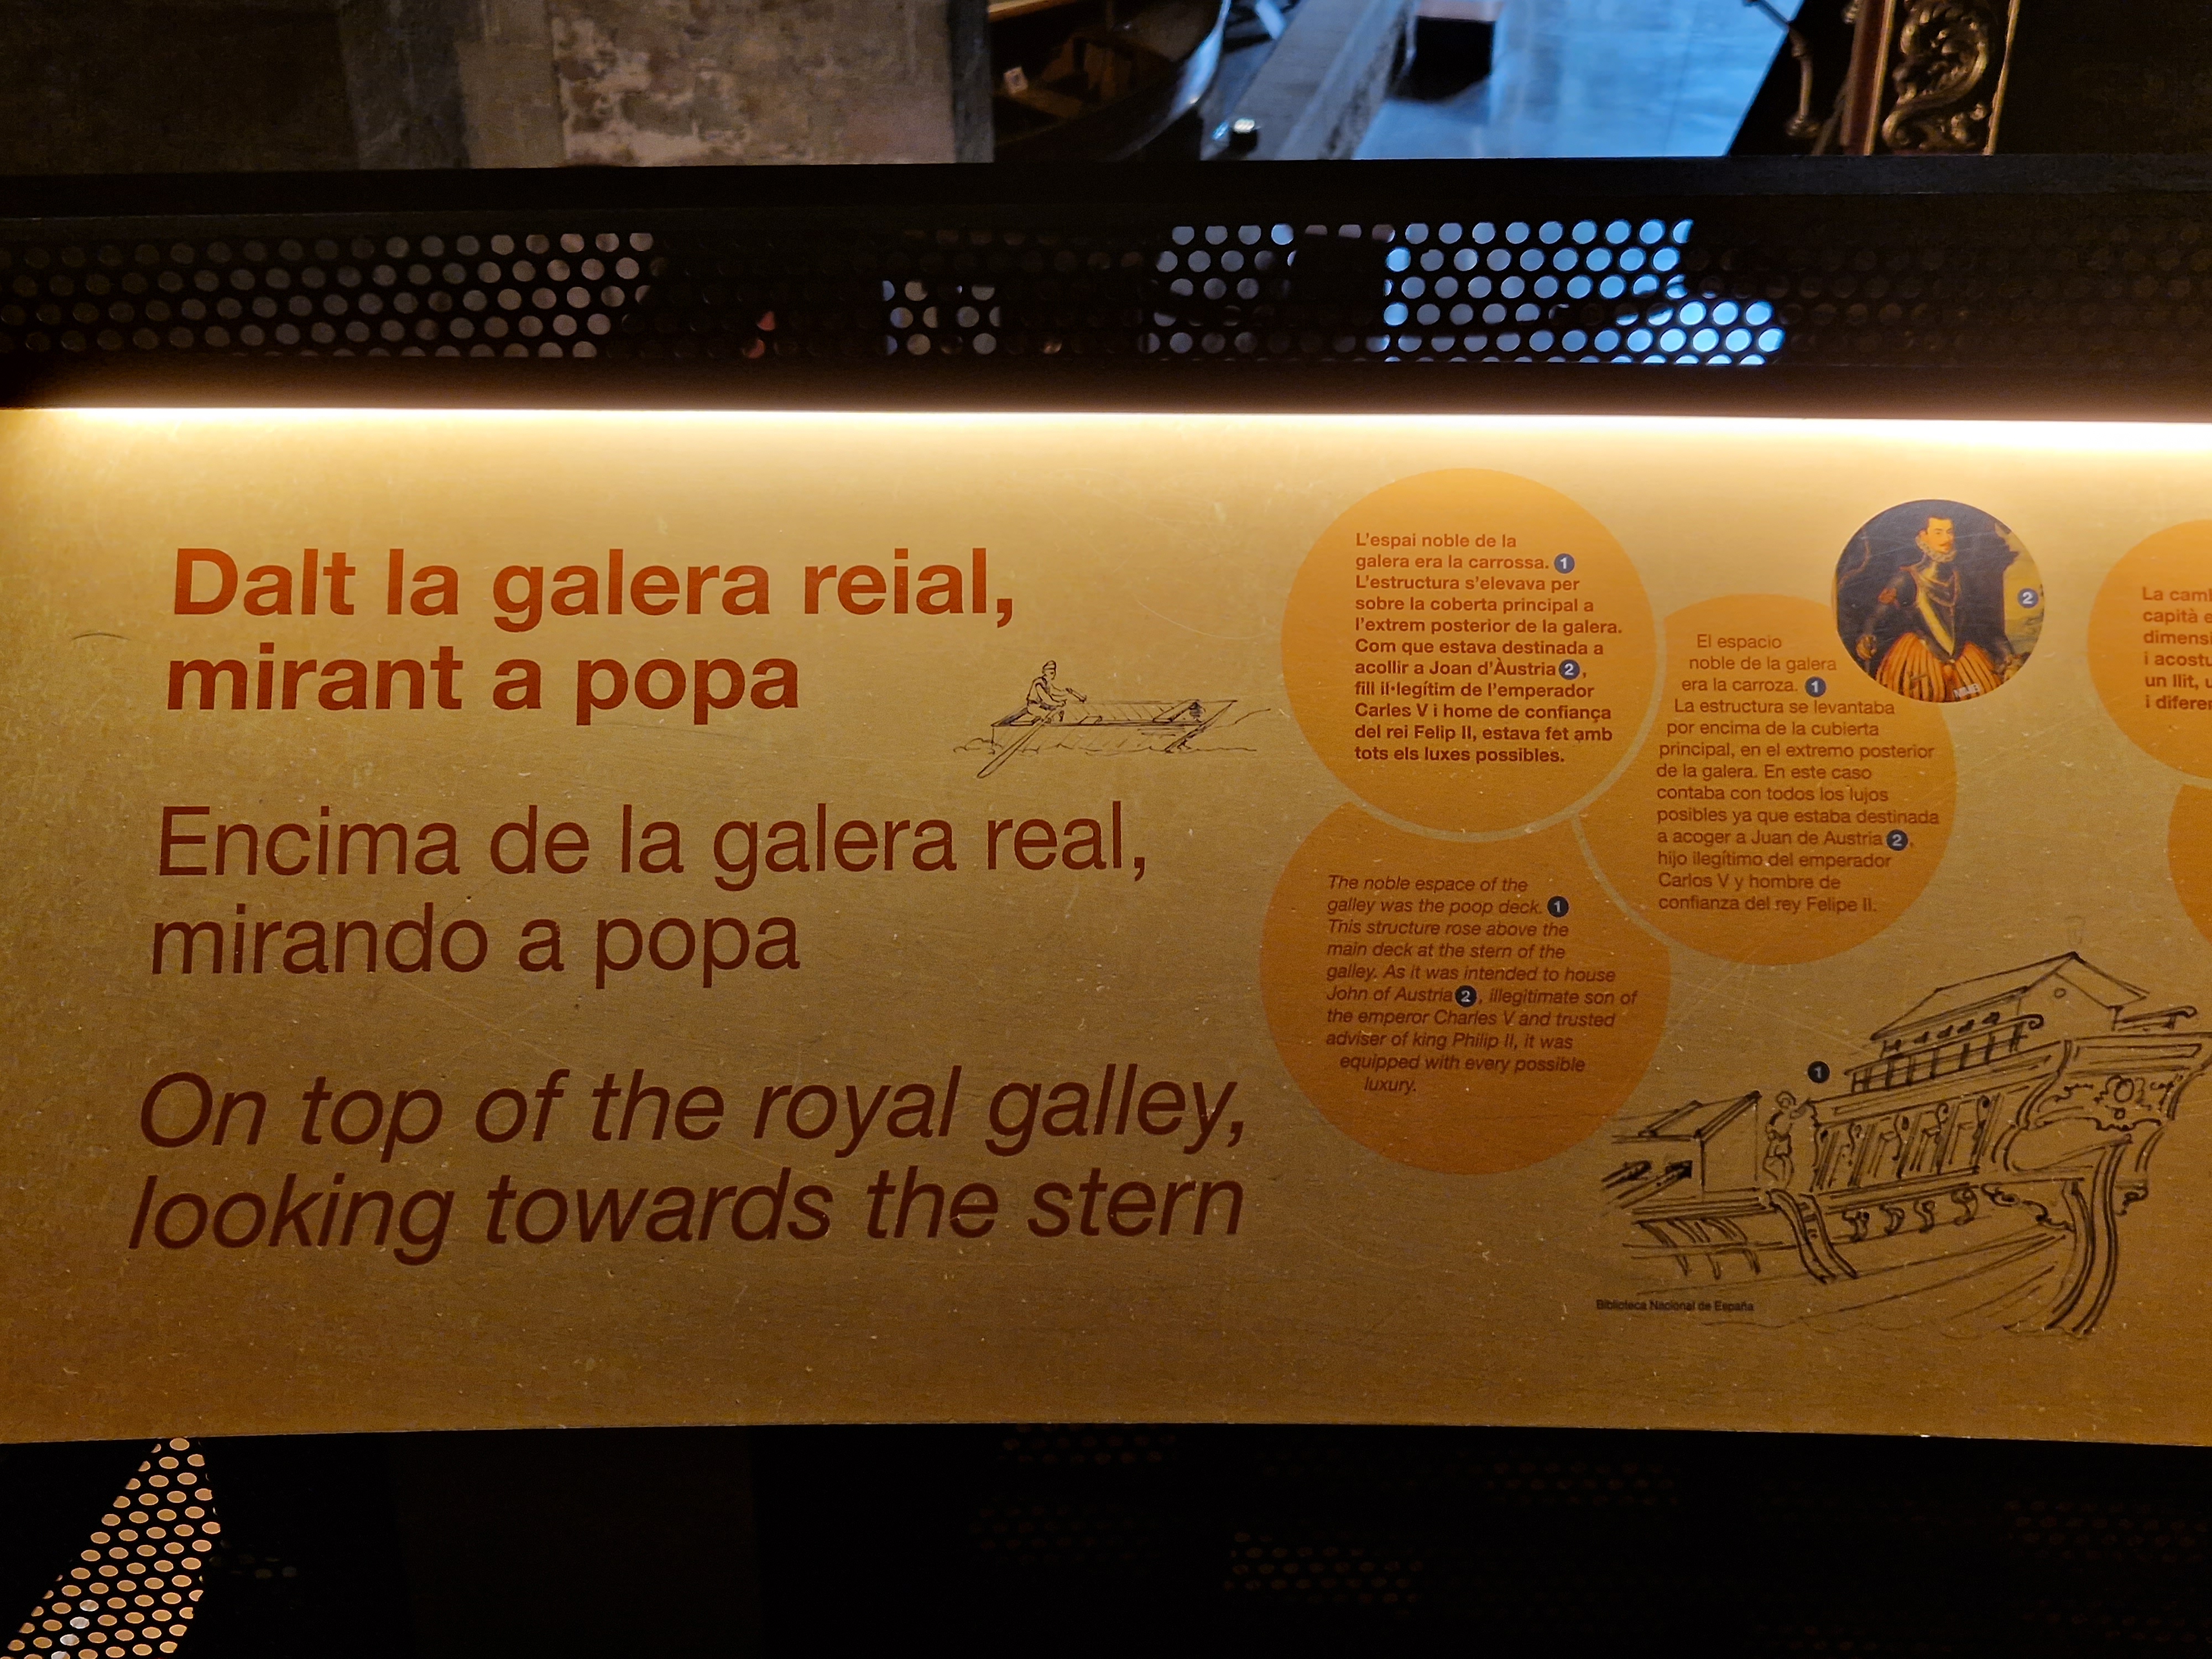 Dalt la galera reial,
mirant a popa
Encima de la galera real,
mirando a popa
On top of the royal galley,
looking towards the stern
L'espai noble de la
galera era la carrossa. 1
L'estructura s'elevava per
sobre la coberta principal a
l'extrem posterior de la galera.
Com que estava destinada a
acollir a Joan d'Àustria 2,
fill il·legítim de l'emperador
Carles V i home de confiança
del rei Felip II, estava fet amb
tots els luxes possibles.
El espacio
noble de la galera
era la carroza. 1
La estructura se levantaba
por encima de la cubierta
principal, en el extremo posterior
de la galera. En este caso
contaba con todos los lujos
posibles ya que estaba destinada
a acoger a Juan de Austria 2,
hijo ilegítimo del emperador
Carlos V y hombre de
confianza del rey Felipe II.
The noble espace of the
galley was the poop deck. 1
This structure rose above the
main deck at the stern of the
galley. As it was intended to house
John of Austria 2, illegitimate son of
the emperor Charles V and trusted
adviser of king Philip II, it was
equipped with every possible
luxury.
2
La
capità
i
un llit,
i
1
Biblioteca Nacional de España